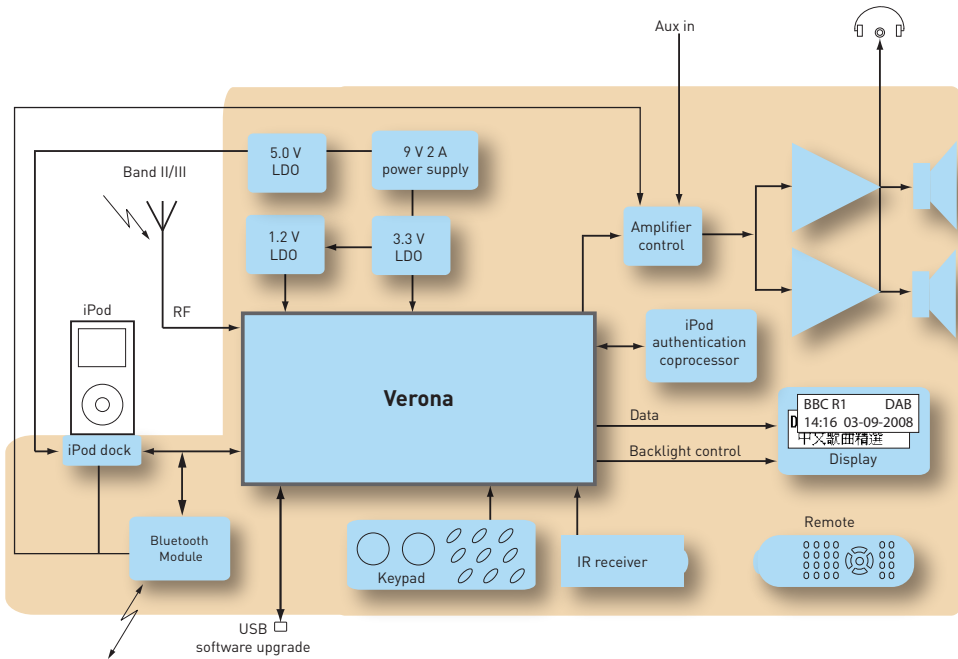 Aux in
5.0 V
LDO
9 V 2 A
power supply
Band II/III
1.2 V
LDO
3.3 V
LDO
Amplifier
control
iPod
RF
iPod
authentication
coprocessor
Verona
Data
BBC R1 DAB
14:16 03-09-2008
D
中文歌曲精選
Display
Backlight control
iPod dock
Bluetooth
Module
Keypad
IR receiver
Remote
USB
software upgrade